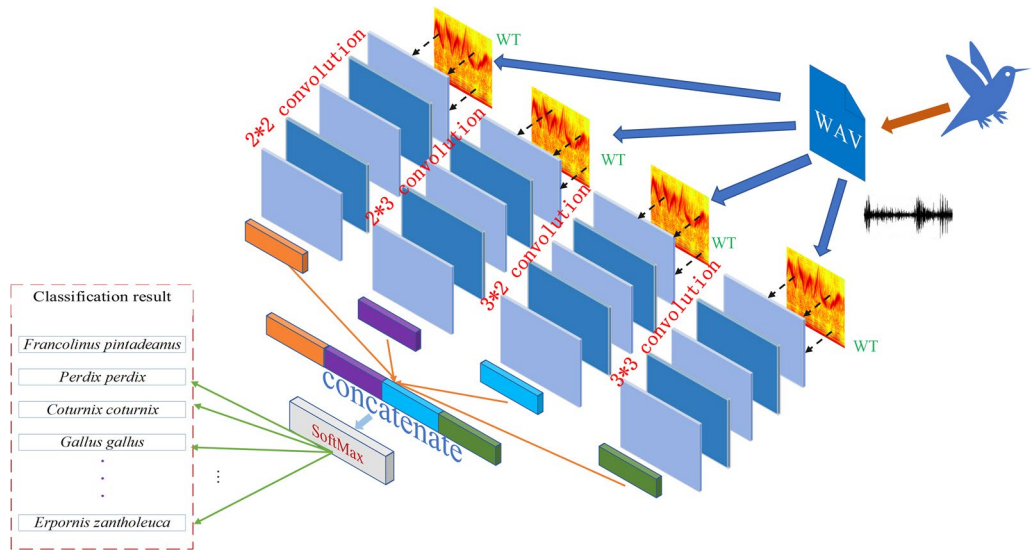 WT
2*2 convolution
WAV
WT
2*3 convolution
WT
3*2 convolution
WT
3*3 convolution
Classification result
Francolinus pintadeanus
Perdix perdix
Coturnix coturnix
Gallus gallus
Erpornis zantholeuca
concatenate
SoftMax
...